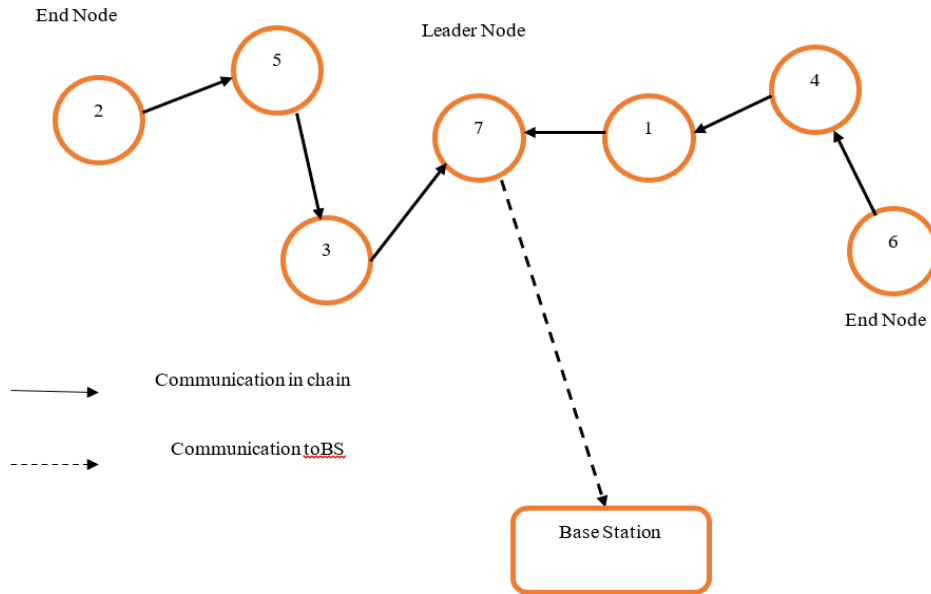 End Node
Leader Node
5
4
2
7
1
3
6
End Node
Communication in chain
Communication toBS
Base Station